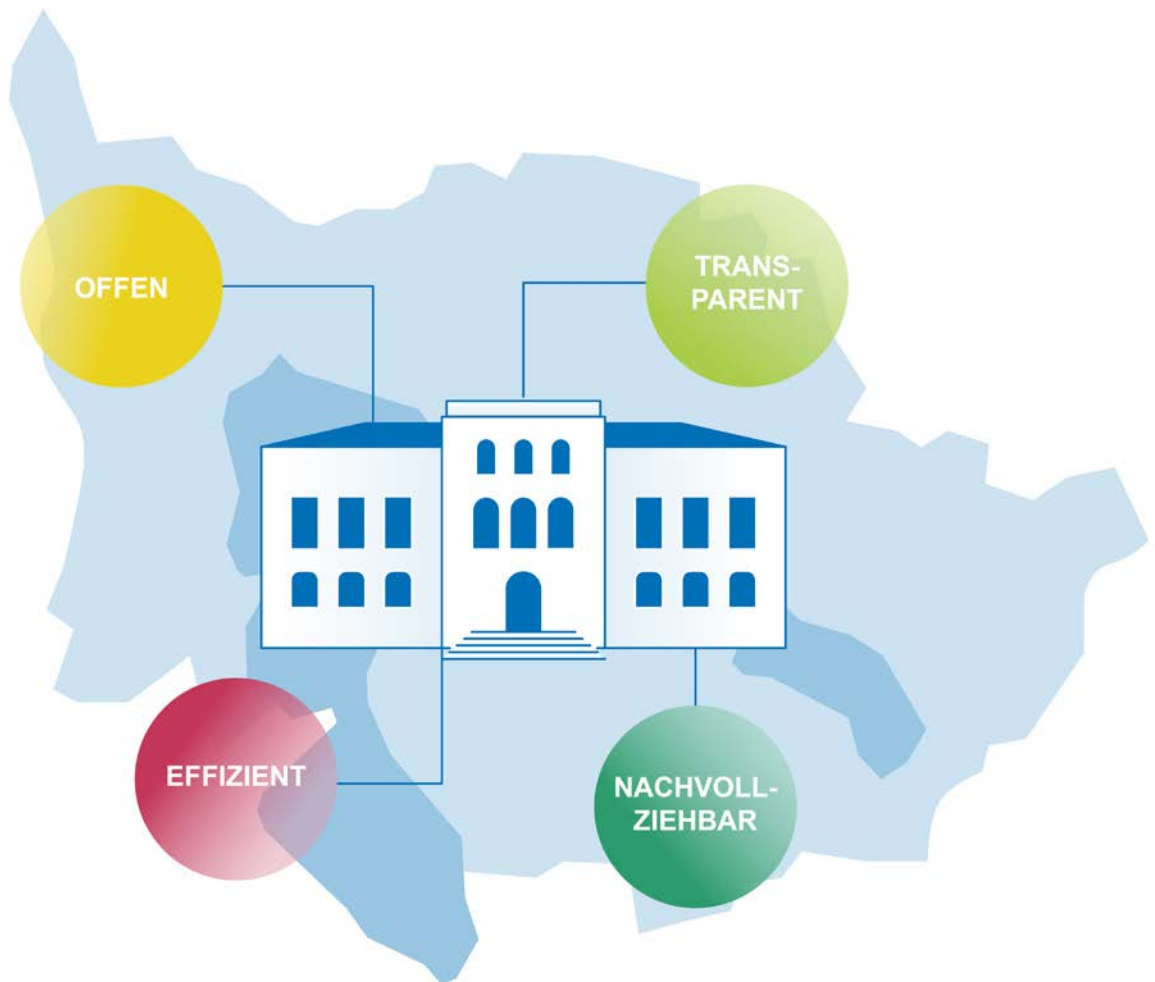 OFFEN
TRANS-
PARENT
EFFIZIENT
NACHVOLL-
ZIEHBAR